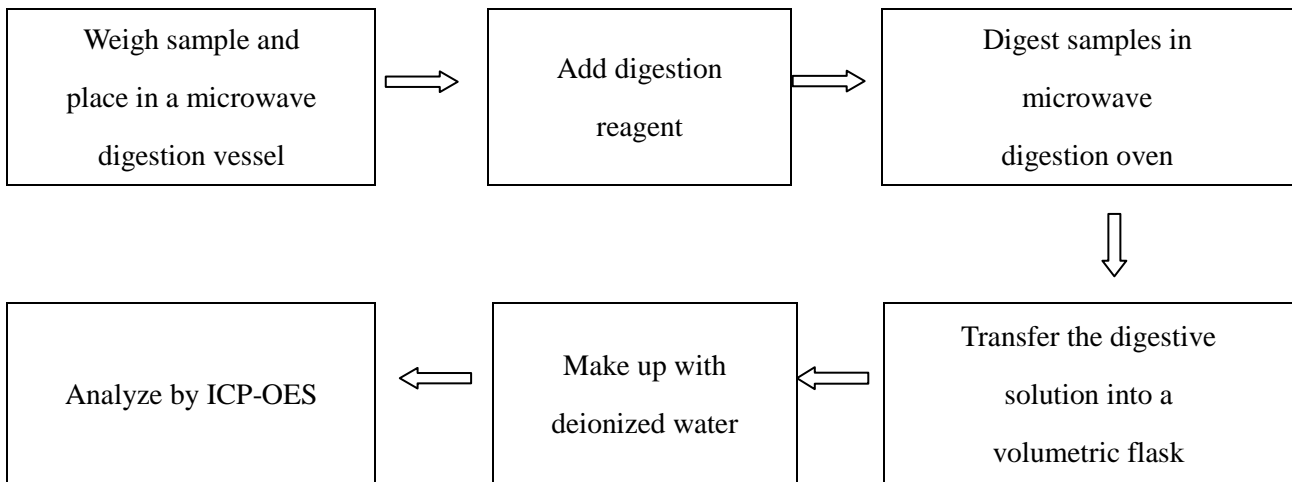 Weigh sample and
place in a microwave
digestion vessel
Add digestion
reagent
Digest samples in
microwave
digestion oven
Transfer the digestive
solution into a
volumetric flask
Make up with
deionized water
Analyze by ICP-OES